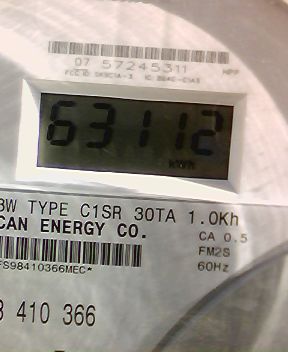 07 57245311
63112
kWh
3W TYPE C1SR 30TA 1.0Kh
CAN ENERGY CO.
CA 0.5
FM2S
60Hz
FS98410366MEC*
410 366